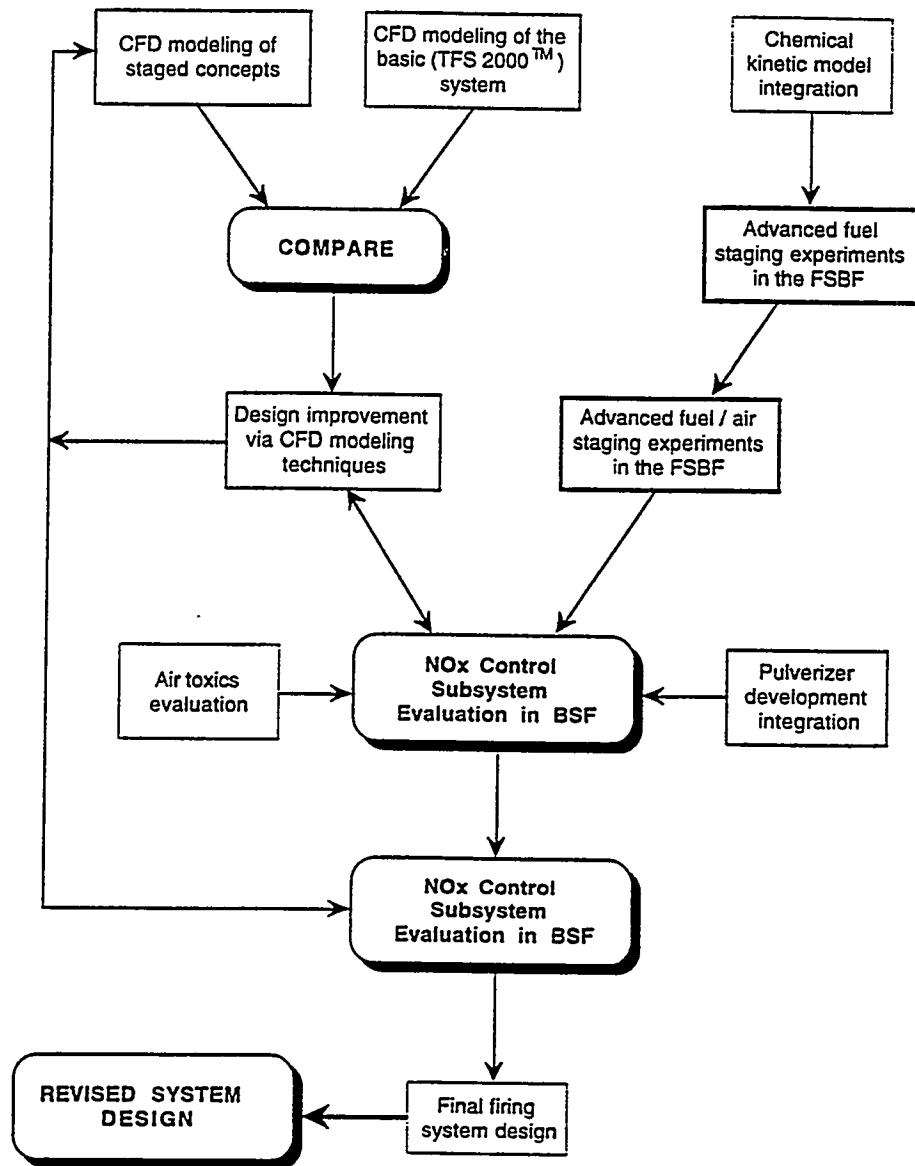 CFD modeling of
staged concepts
CFD modeling of the
basic (TFS 2000™)
system
Chemical
kinetic model
integration
COMPARE
Advanced fuel
staging experiments
in the FSBF
Design improvement
via CFD modeling
techniques
Advanced fuel / air
staging experiments
in the FSBF
Air toxics
evaluation
NOx Control
Subsystem
Evaluation in BSF
Pulverizer
development
integration
NOx Control
Subsystem
Evaluation in BSF
REVISED SYSTEM
DESIGN
Final firing
system design